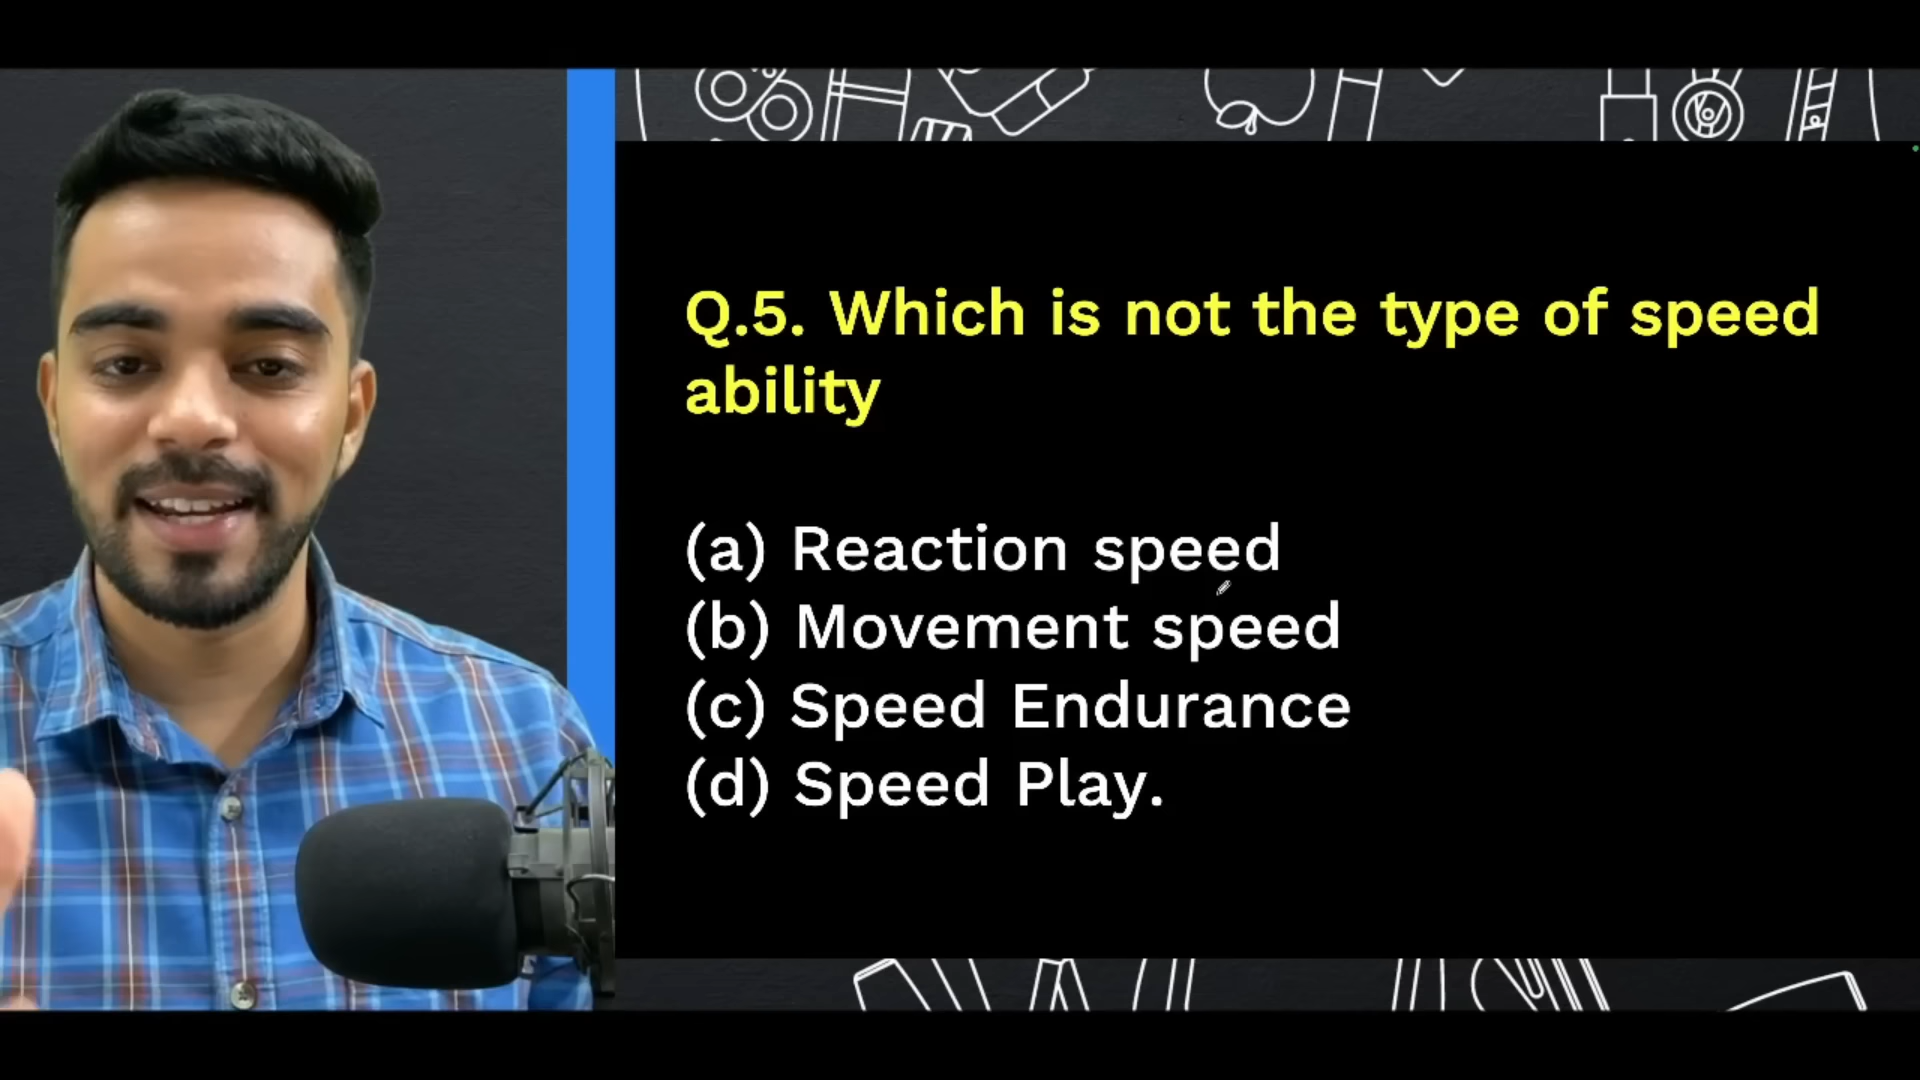 Q.5. Which is not the type of speed
ability
(a) Reaction speed
(b) Movement speed
(c) Speed Endurance
(d) Speed Play.